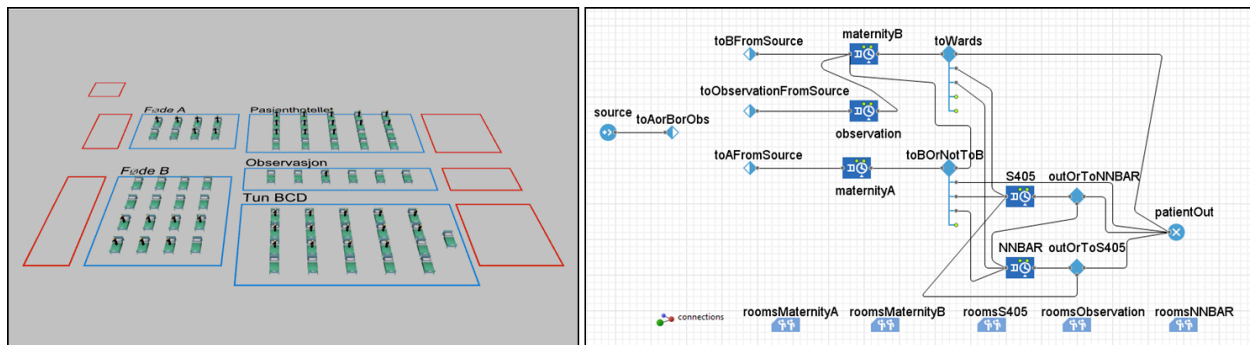 Føde A
Pasienthotellet
Observasjon
Føde B
Tun BCD
maternityB
toBFromSource
toWards
toObservationFromSource
source
toAorBorObs
observation
toAFromSource
toBOrNotToB
maternityA
S405
outOrToNNBAR
patientOut
NNBAR
outOrToS405
connections
roomsMaternityA
roomsMaternityB
roomsS405
roomsObservation
roomsNNBAR